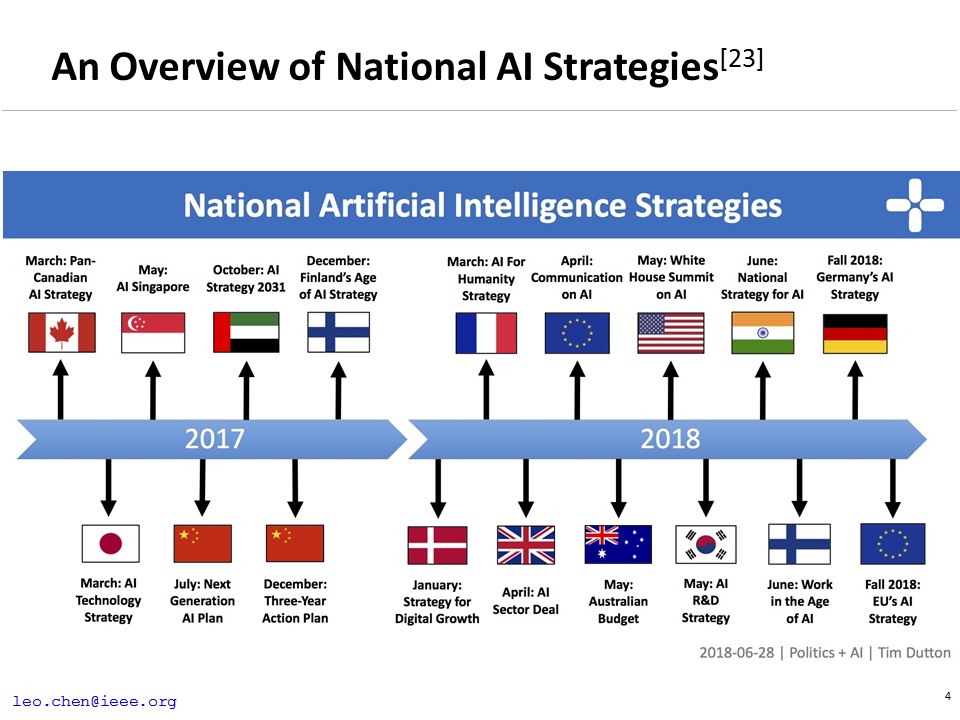 An Overview of National AI Strategies[23]
National Artificial Intelligence Strategies
March: Pan-
Canadian
AI Strategy
May:
AI Singapore
October: AI
Strategy 2031
December:
Finland's Age
of AI Strategy
March: AI For
Humanity
Strategy
April:
Communication
on AI
May: White
House Summit
on AI
June:
National
Strategy for AI
Fall 2018:
Germany's AI
Strategy
2017
2018
March: AI
Technology
Strategy
July: Next
Generation
AI Plan
December:
Three-Year
Action Plan
January:
Strategy for
Digital Growth
April: AI
Sector Deal
May:
Australian
Budget
May: AI
R&D
Strategy
June: Work
in the Age
of AI
Fall 2018:
EU's AI
Strategy
2018-06-28 | Politics + AI | Tim Dutton
leo.chen@ieee.org
4